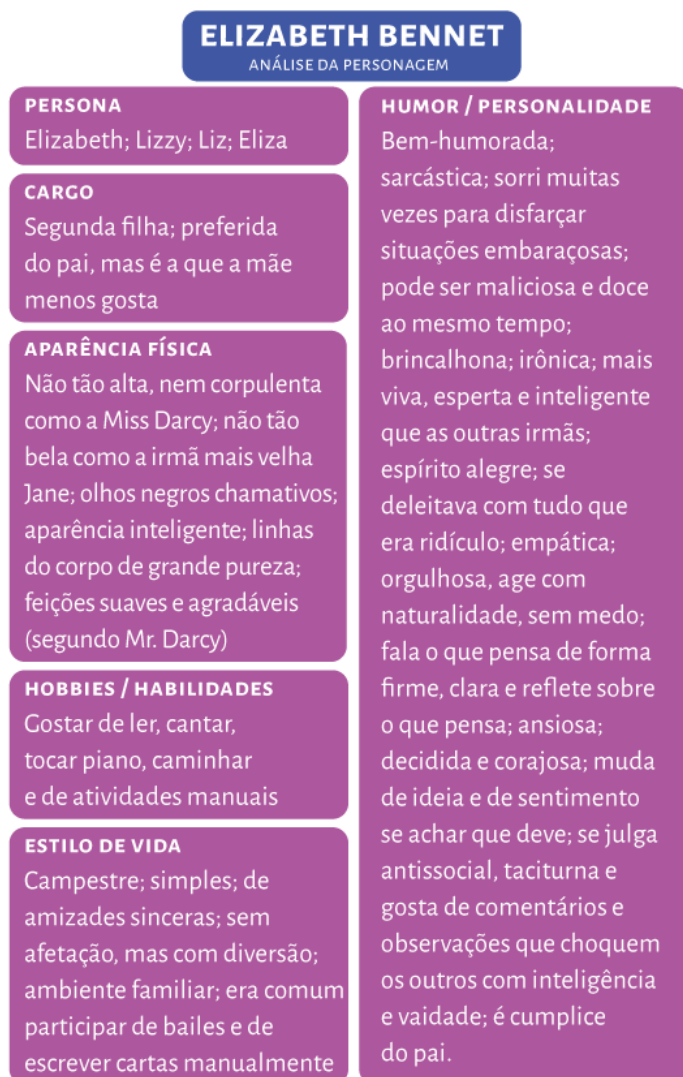 ELIZABETH BENNET
ANÁLISE DA PERSONAGEM
PERSONA
Elizabeth; Lizzy; Liz; Eliza
CARGO
Segunda filha; preferida
do pai, mas é a que a mãe
menos gosta
APARÊNCIA FÍSICA
Não tão alta, nem corpulenta
como a Miss Darcy; não tão
bela como a irmã mais velha
Jane; olhos negros chamativos;
aparência inteligente; linhas
do corpo de grande pureza;
feições suaves e agradáveis
(segundo Mr. Darcy)
HOBBIES / HABILIDADES
Gostar de ler, cantar,
tocar piano, caminhar
e de atividades manuais
ESTILO DE VIDA
Campestre; simples; de
amizades sinceras; sem
afetação, mas com diversão;
ambiente familiar; era comum
participar de bailes e de
escrever cartas manualmente
HUMOR / PERSONALIDADE
Bem-humorada;
sarcástica; sorri muitas
vezes para disfarçar
situações embaraçosas;
pode ser maliciosa e doce
ao mesmo tempo;
brincalhona; irônica; mais
viva, esperta e inteligente
que as outras irmãs;
espírito alegre; se
deleitava com tudo que
era ridículo; empática;
orgulhosa, age com
naturalidade, sem medo;
fala o que pensa de forma
firme, clara e reflete sobre
o que pensa; ansiosa;
decidida e corajosa; muda
de ideia e de sentimento
se achar que deve; se julga
antissocial, taciturna e
gosta de comentários e
observações que choquem
os outros com inteligência
e vaidade; é cumplice
do pai.